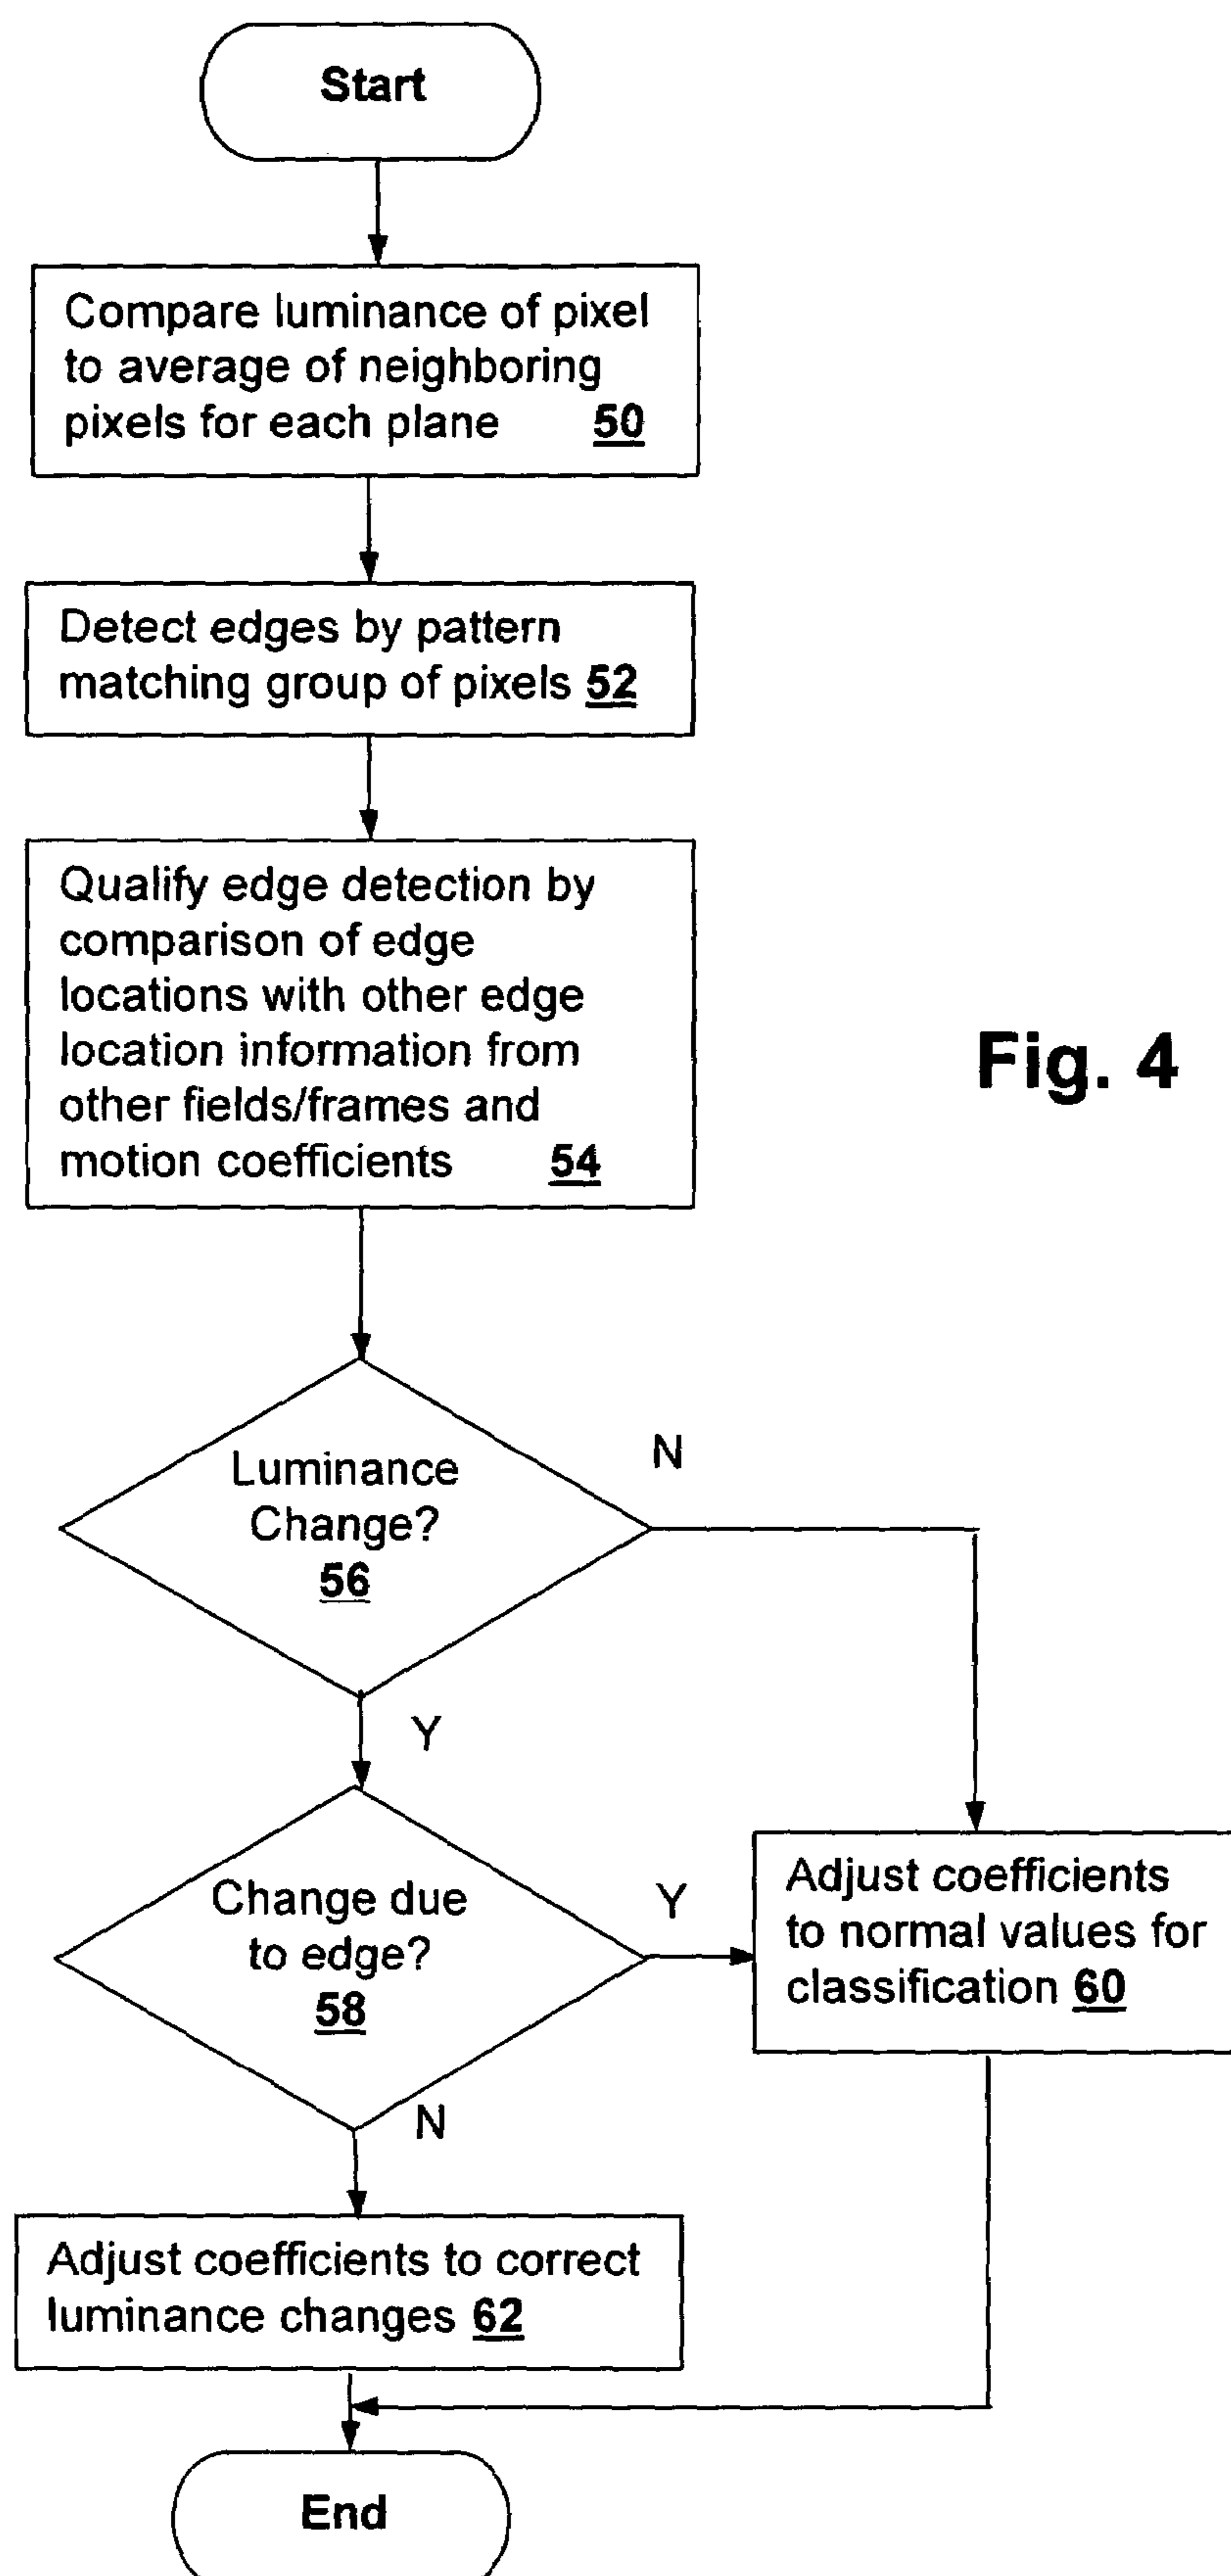 Start
Compare luminance of pixel
to average of neighboring
pixels for each plane 50
Detect edges by pattern
matching group of pixels 52
Qualify edge detection by
comparison of edge
locations with other edge
location information from
other fields/frames and
motion coefficients 54
Fig. 4
Luminance
Change?
56
N
Y
Change due
to edge?
58
Y
Adjust coefficients
to normal values for
classification 60
N
Adjust coefficients to correct
luminance changes 62
End